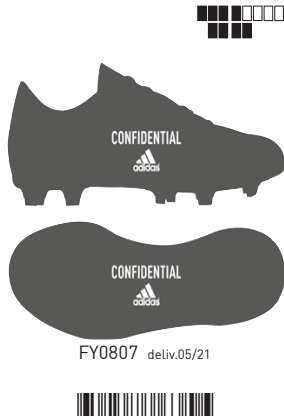 CONFIDENTIAL
adidas
CONFIDENTIAL
adidas
FY0807 deliv.05/21